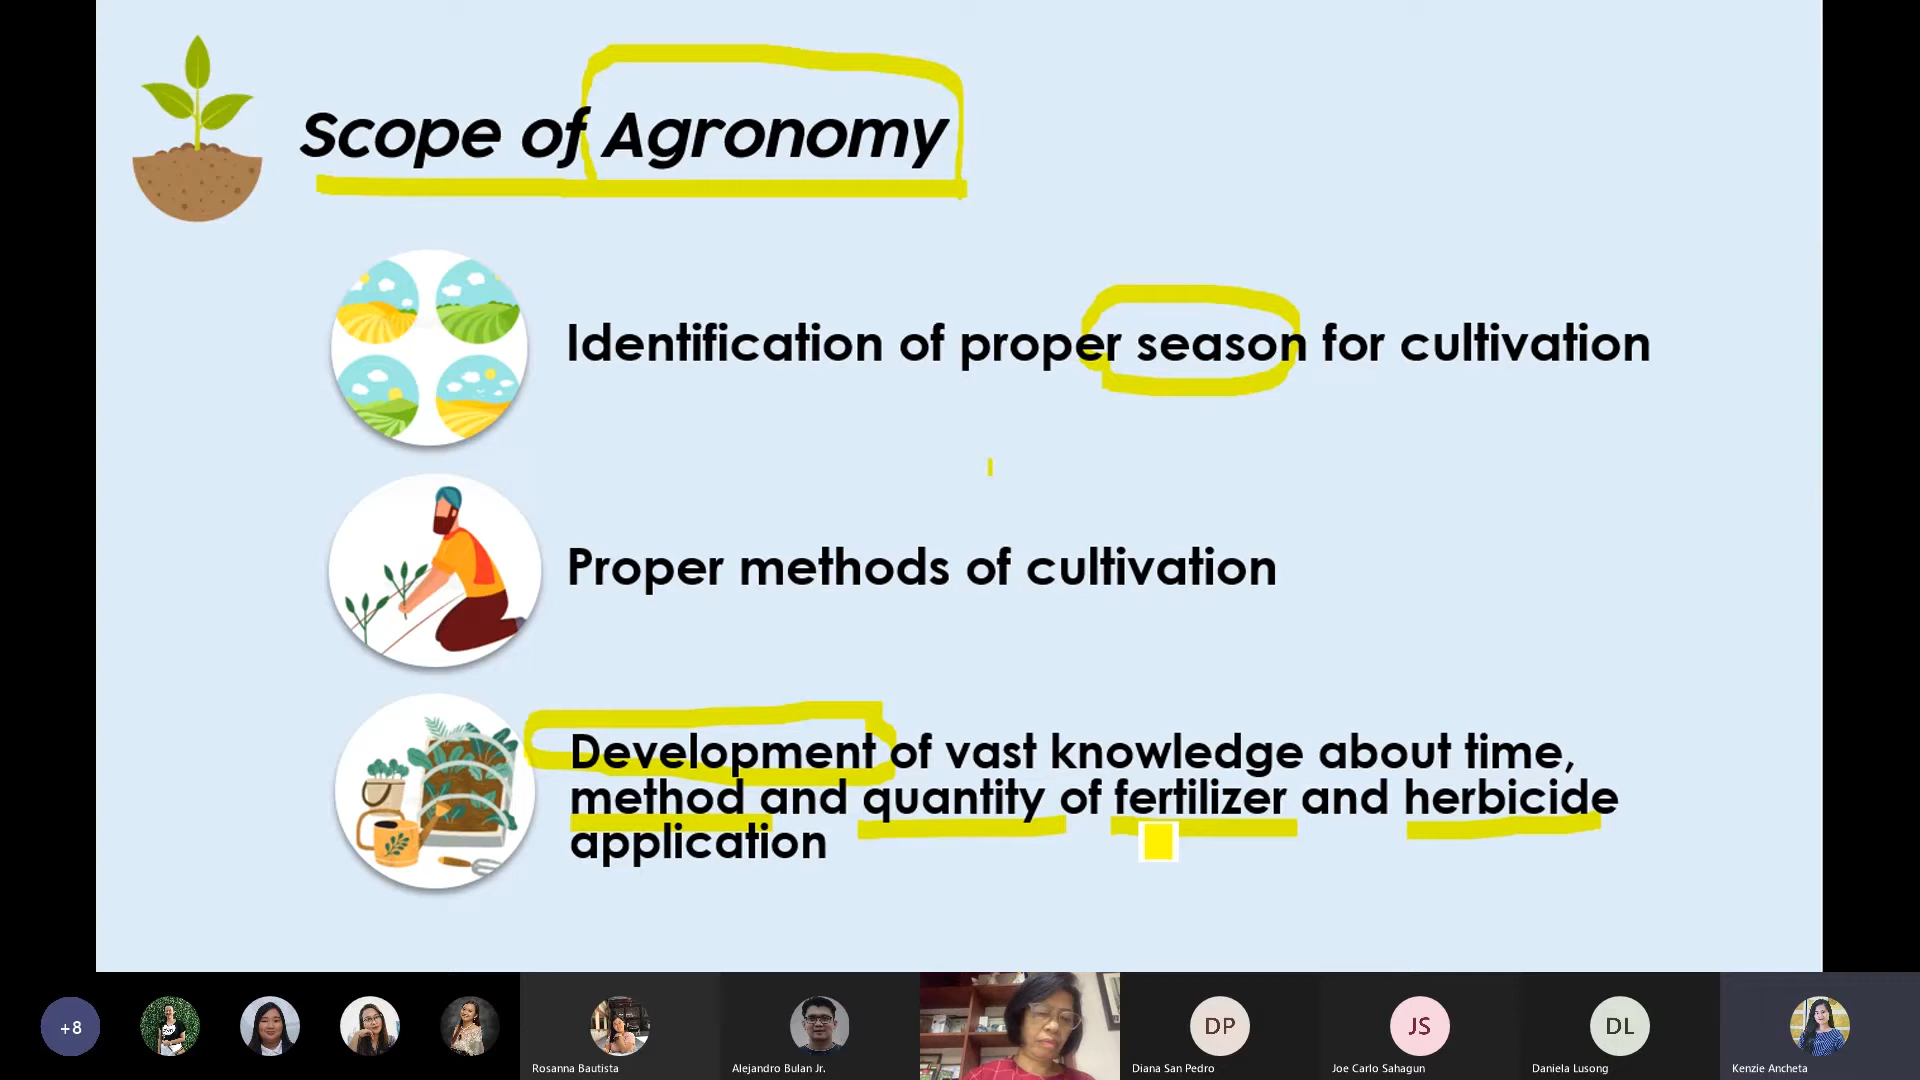 Scope of Agronomy
Identification of proper season for cultivation
Proper methods of cultivation
Development of vast knowledge about time,
method and quantity of fertilizer and herbicide
application
+8
DP
JS
DL
Rosanna Bautista
Alejandro Bulan Jr.
Diana San Pedro
Joe Carlo Sahagun
Daniela Lusong
Kenzie Ancheta